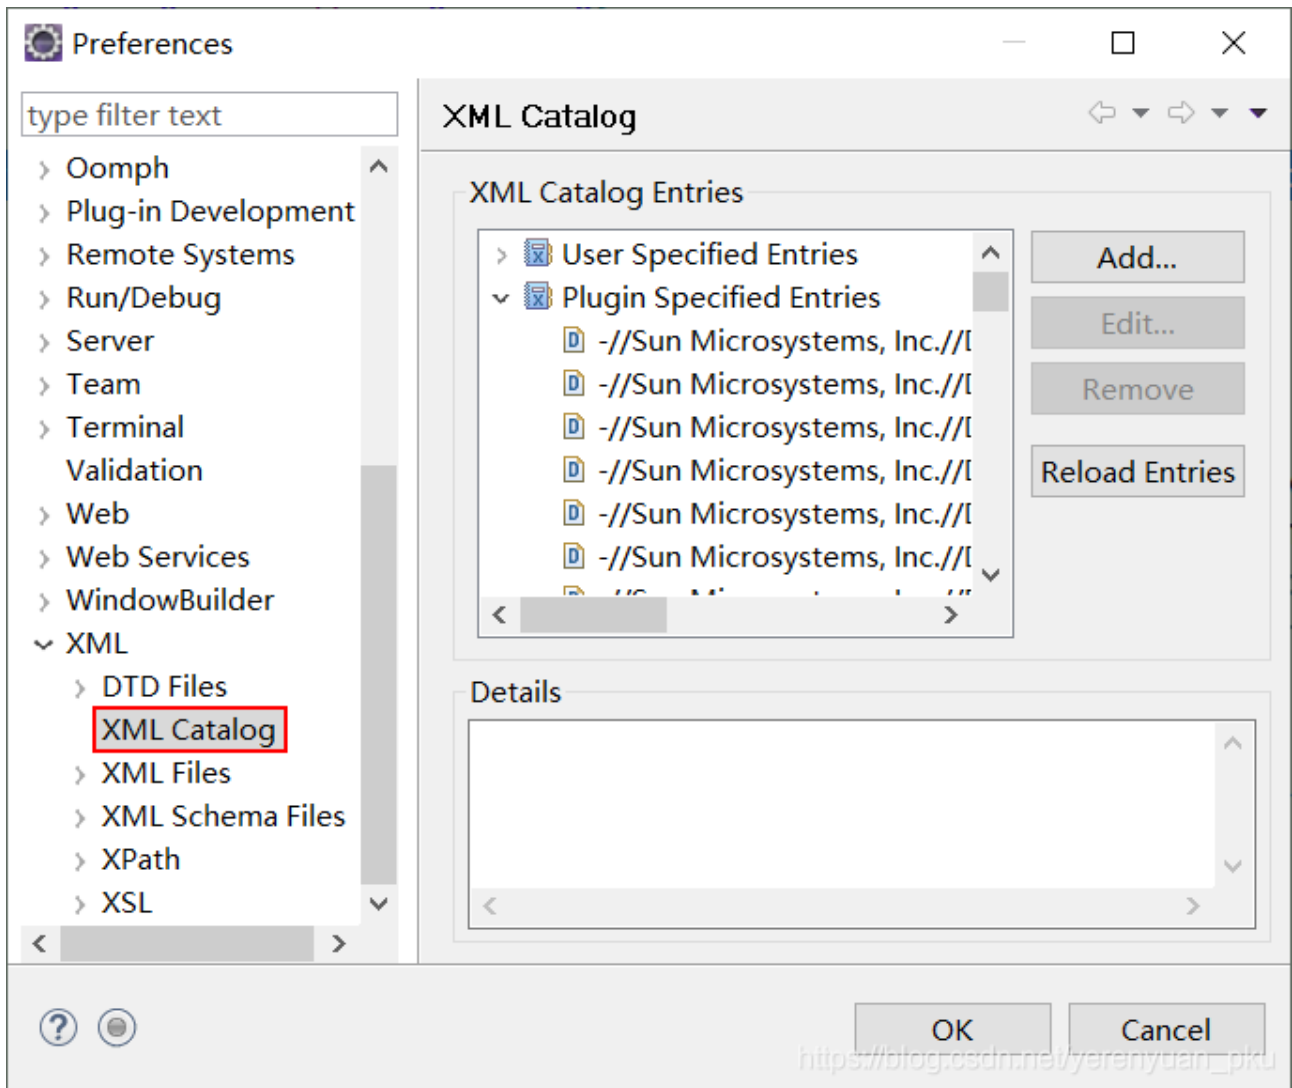 Preferences
type filter text
Oomph
Plug-in Development
Remote Systems
Run/Debug
Server
Team
Terminal
Validation
Web
Web Services
WindowBuilder
XML
DTD Files
XML Catalog
XML Files
XML Schema Files
XPath
XSL
XML Catalog
XML Catalog Entries
User Specified Entries
Plugin Specified Entries
-//Sun Microsystems, Inc.//
-//Sun Microsystems, Inc.//
-//Sun Microsystems, Inc.//
-//Sun Microsystems, Inc.//
-//Sun Microsystems, Inc.//
-//Sun Microsystems, Inc.//
Add...
Edit...
Remove
Reload Entries
Details
OK
Cancel
https://blog.csdn.net/yerenyuan_pku